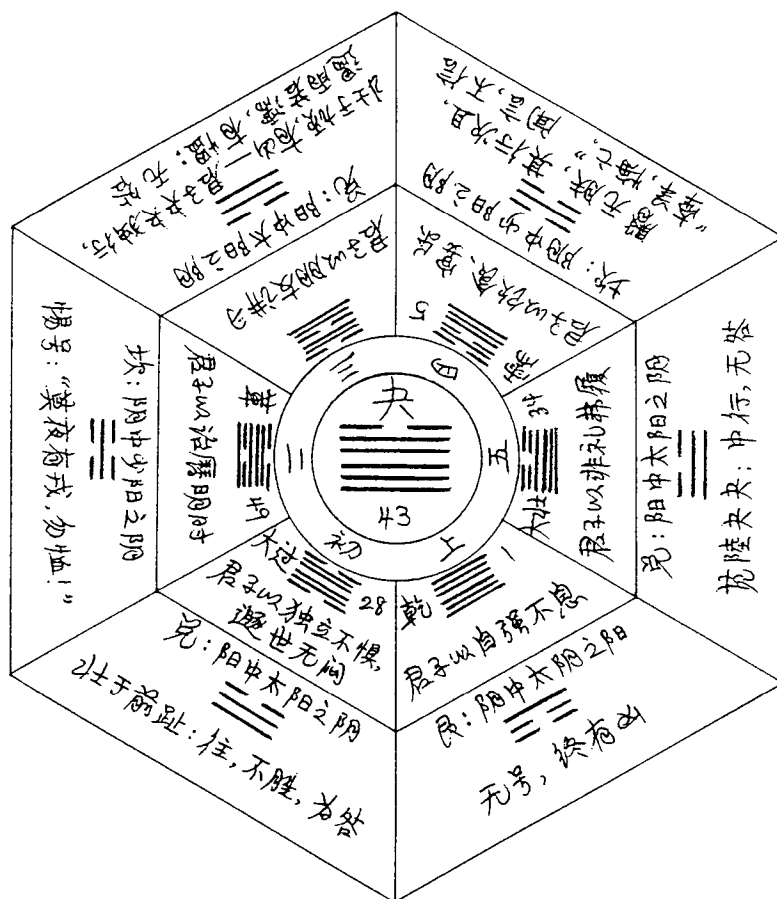 夬
43
初
二
三
四
五
上
大过
28
君子以独立不惧,
遯世无闷
兑:阳中太阳之阴
壮于前趾:往,不胜,为咎
革
49
君子以治厤明时
坎:阴中少阳之阴
惕号:“莫夜有戎,勿恤!”
君子以朋友讲习
兑:阳中太阳之阴
壮于頄,有凶——君子夬夬独行,
遇雨若濡,有愠:无咎
需
5
君子以饮食、宴乐
坎:阴中少阳之阴
臀无肤,其行次且,
“牵羊,悔亡,”闻言,不信
34
大壮
君子以非礼弗履
兑:阳中太阳之阴
苋陸夬夬:中行,无咎
乾
一
君子以自强不息
艮:阴中太阴之阳
无号,终有凶